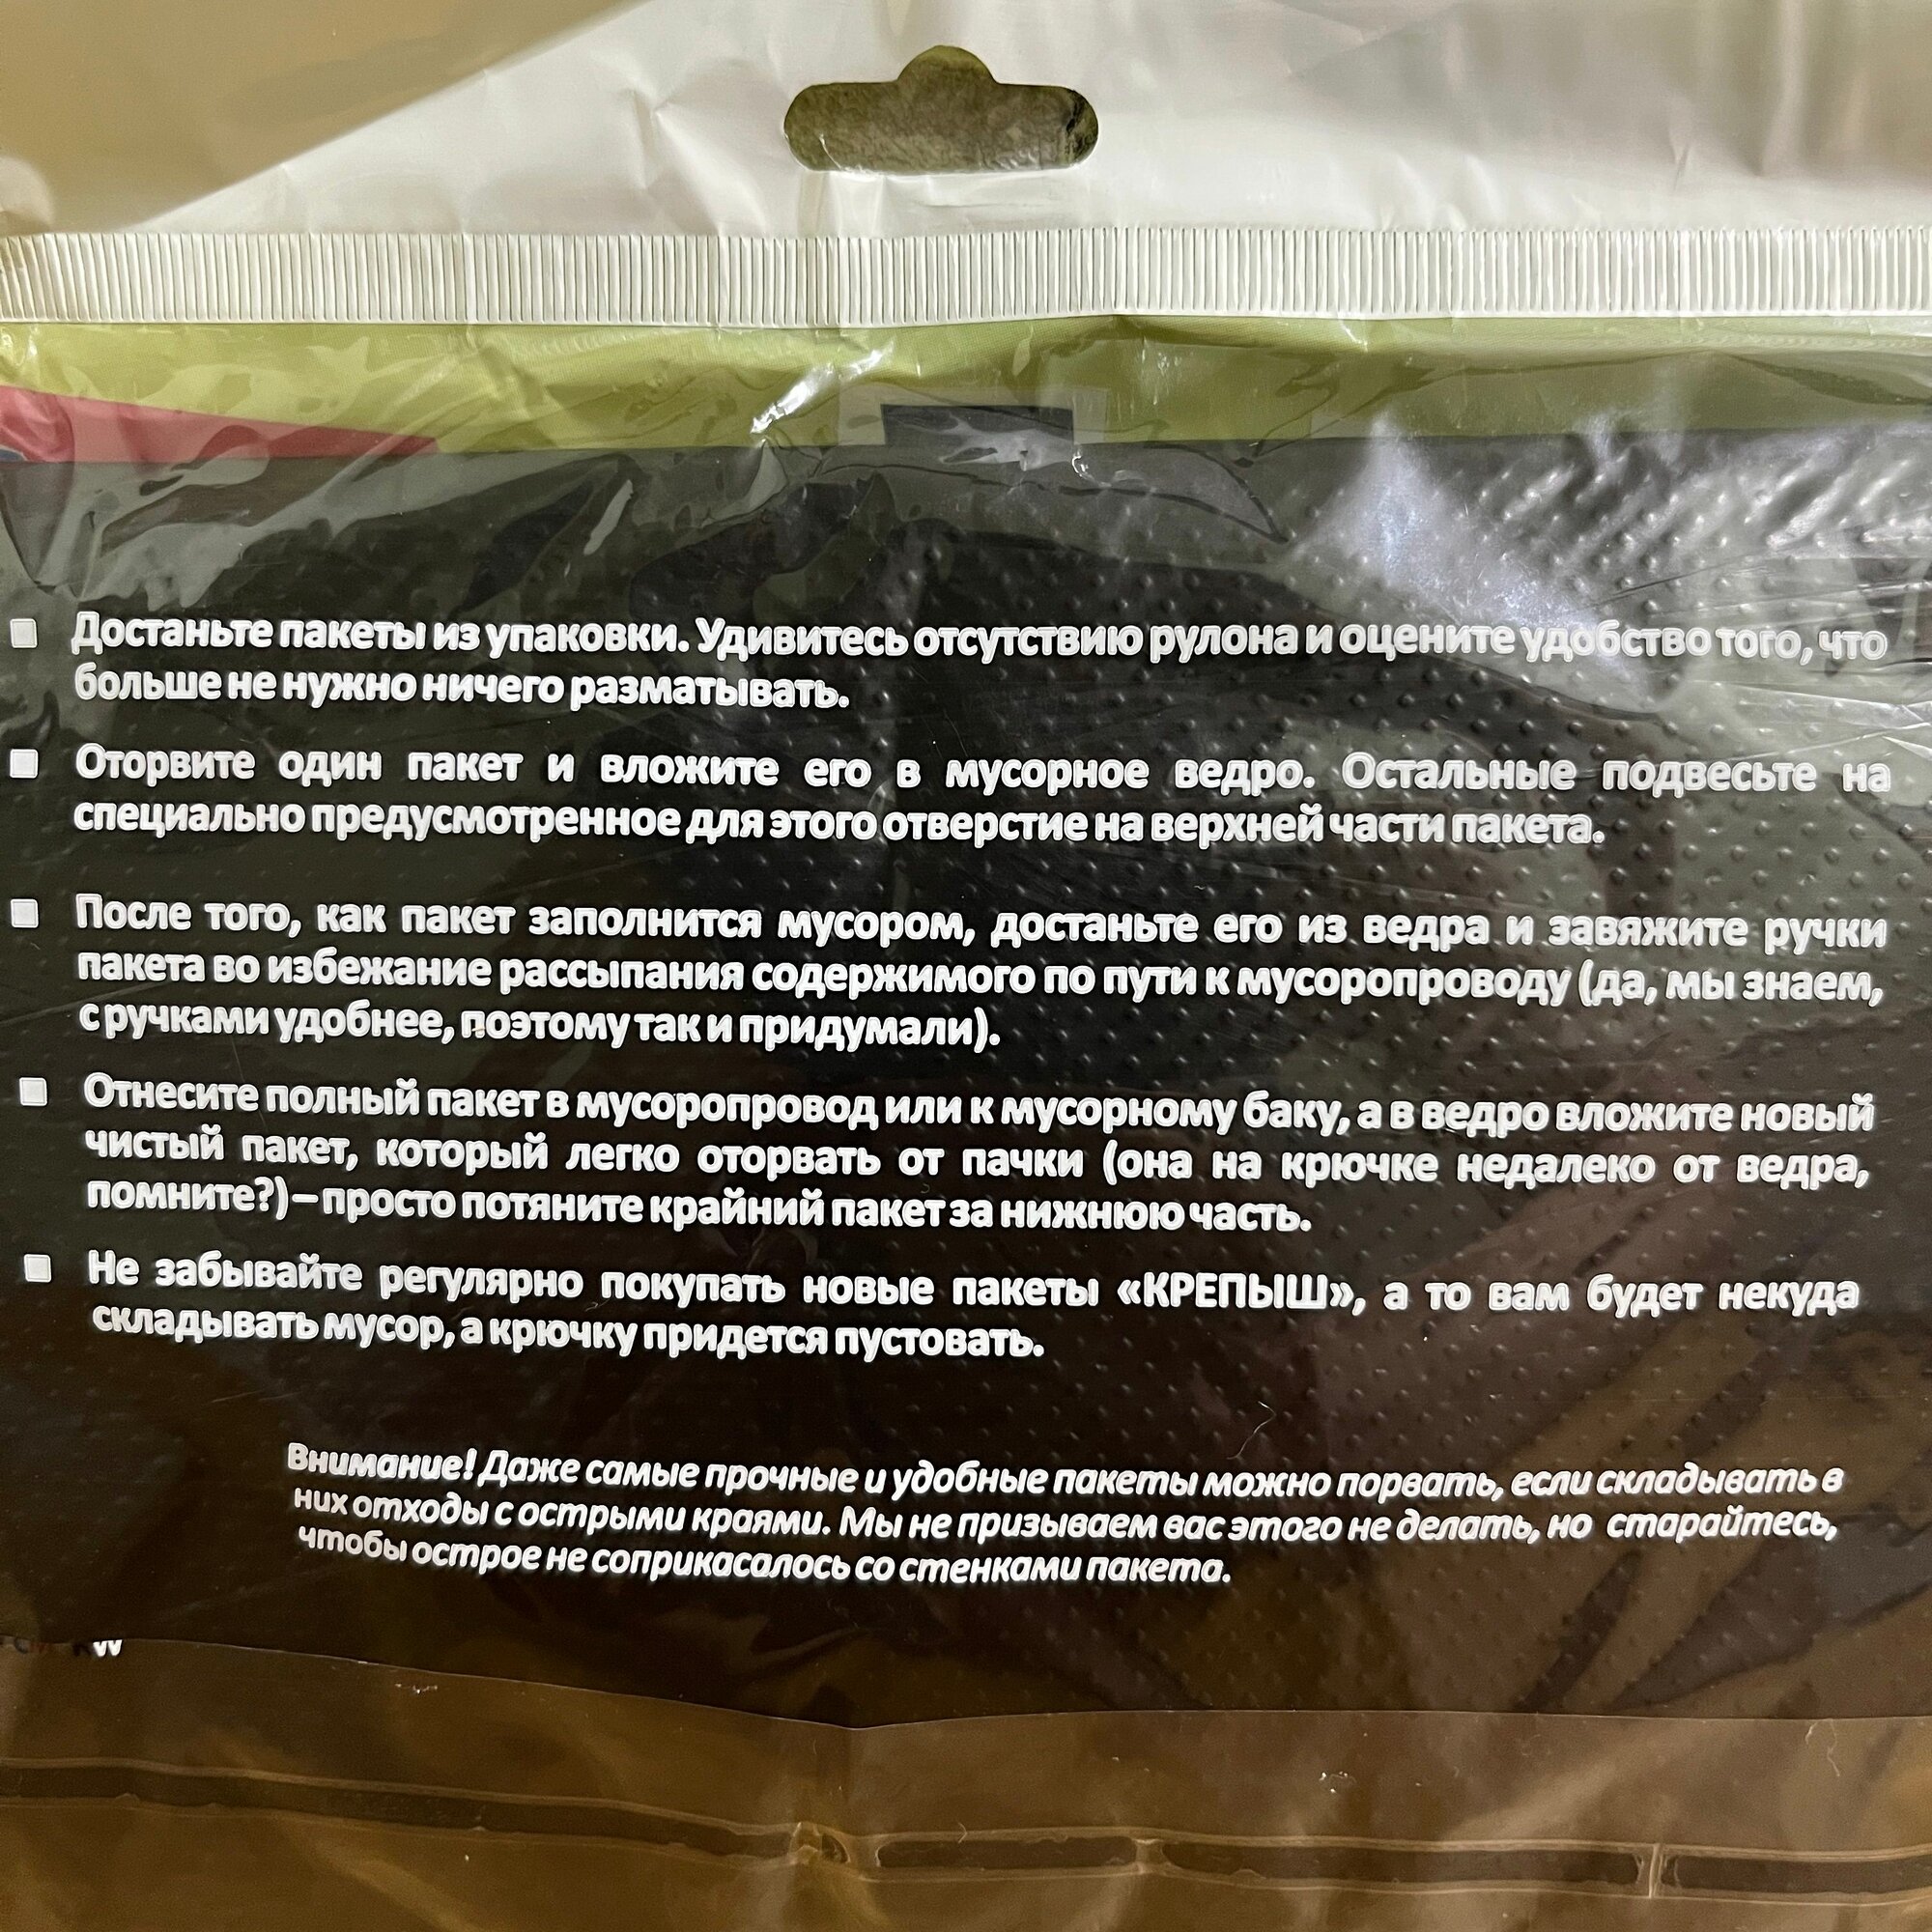 Достаньте пакеты из упаковки. Удивитесь отсутствию рулона и оцените удобство того, что
больше не нужно ничего разматывать.
Оторвите один пакет и вложите его в мусорное ведро. Остальные подвесьте на
специально предусмотренное для этого отверстие на верхней части пакета.
После того, как пакет заполнится мусором, достаньте его из ведра и завяжите ручки
пакета во избежание рассыпания содержимого по пути к мусоропроводу (да, мы знаем,
с ручками удобнее, поэтому так и придумали).
Отнесите полный пакет в мусоропровод или к мусорному баку, а в ведро вложите новый
чистый пакет, который легко оторвать от пачки (она на крючке недалеко от ведра,
помните?) – просто потяните крайний пакет за нижнюю часть.
Не забывайте регулярно покупать новые пакеты «КРЕПЫШ», а то вам будет некуда
складывать мусор, а крючку придется пустовать.
Внимание! Даже самые прочные и удобные пакеты можно порвать, если складывать в
них отходы с острыми краями. Мы не призываем вас этого не делать, но старайтесь,
чтобы острое не соприкасалось со стенками пакета.